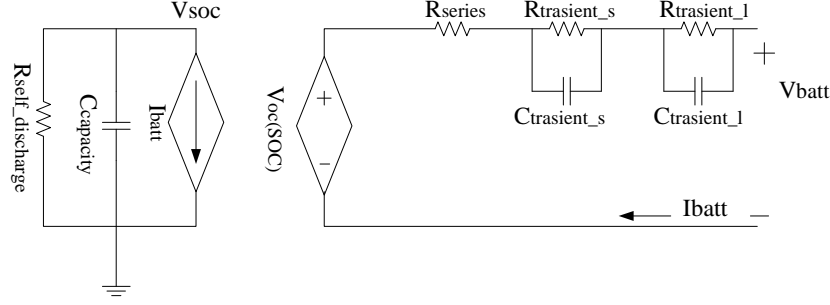 Vsoc
Rself_discharge
Ccapacity
Ibatt
Voc(SOC)
+
−
Rseries
Rtrasient_s
Ctrasient_s
Rtrasient_l
Ctrasient_l
+
Vbatt
Ibatt
−